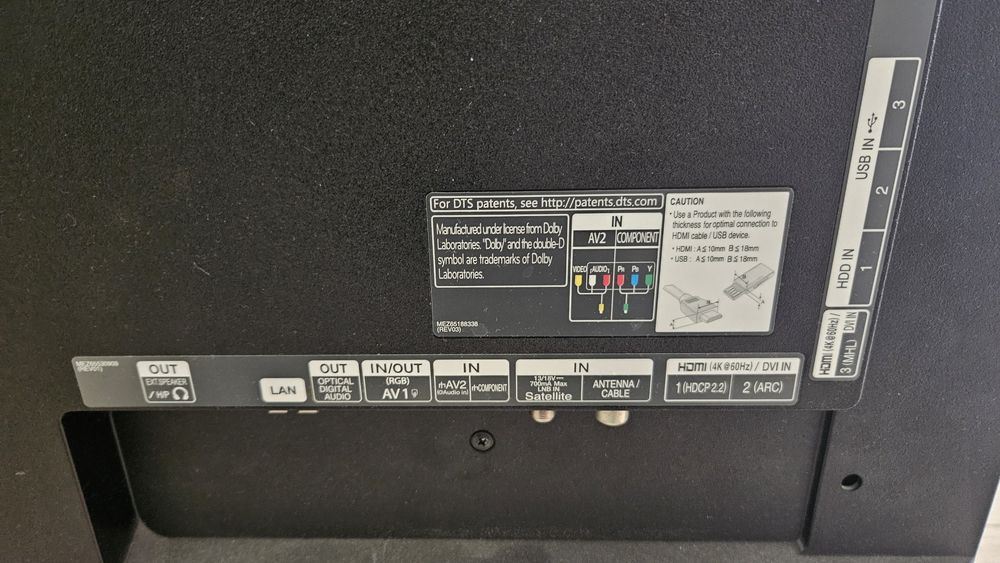 For DTS patents, see http://patents.dts.com
Manufactured under license from Dolby
Laboratories. "Dolby" and the double-D
symbol are trademarks of Dolby
Laboratories.
MEZ65188338
(REV03)
IN
AV2 COMPONENT
VIDEO AUDIO PR PB Y
CAUTION
• Use a Product with the following
thickness for optimal connection to
HDMI cable / USB device.
• HDMI : A≦10mm B≦18mm
• USB : A≦10mm B≦18mm
USB IN
3
2
HDD IN
1
HDMI (4K@60Hz) / DVI IN
3 (MHL)
(REV01)
OUT
EXT.SPEAKER
/ H/P
LAN
OUT
OPTICAL
DIGITAL
AUDIO
IN/OUT
(RGB)
AV1
IN
AV2
(Audio in)
COMPONENT
IN
13/18V⎓
700mA Max
LNB IN
Satellite
ANTENNA /
CABLE
HDMI (4K@60Hz) / DVI IN
1 (HDCP 2.2)
2 (ARC)